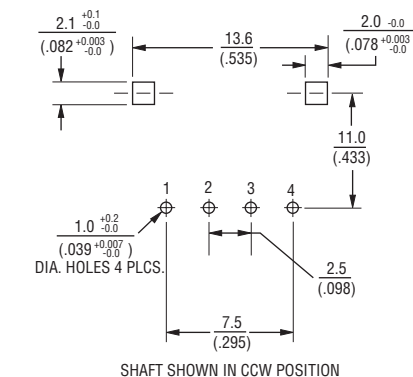 2.1 +0.1 -0.0
(.082 +0.003 -0.0 )
13.6
(.535)
2.0 -0.0
(.078 +0.003 -0.0
11.0
(.433)
1 2 3 4
1.0 +0.2 -0.0
(.039 +0.007 -0.0 )
DIA. HOLES 4 PLCS.
2.5
(.098)
7.5
(.295)
SHAFT SHOWN IN CCW POSITION